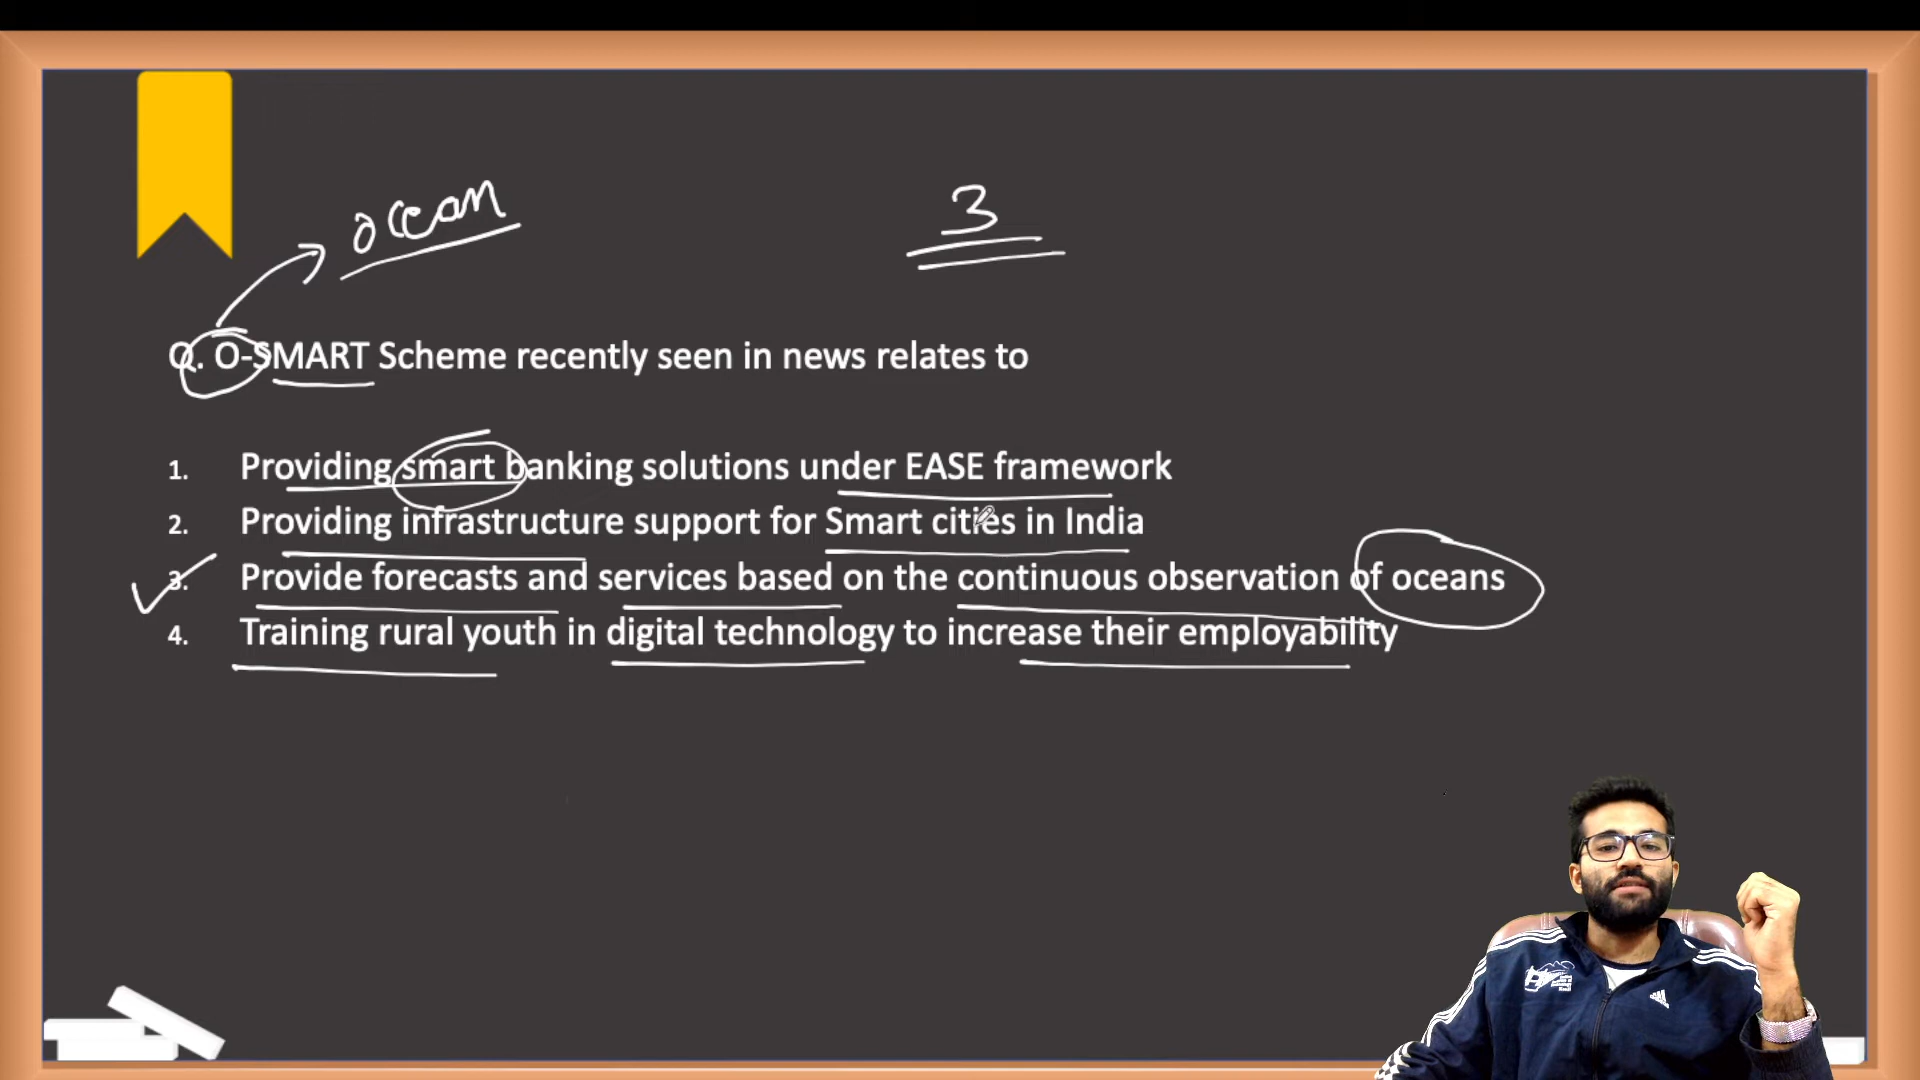 ocean
3
Q. O-SMART Scheme recently seen in news relates to
1. Providing smart banking solutions under EASE framework
2. Providing infrastructure support for Smart cities in India
3. Provide forecasts and services based on the continuous observation of oceans
4. Training rural youth in digital technology to increase their employability